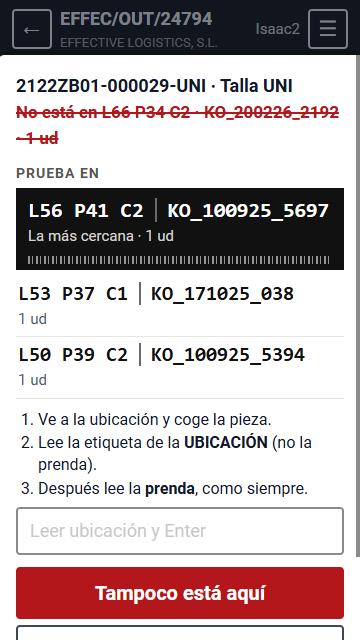 ←
EFFEC/OUT/24794
EFFECTIVE LOGISTICS, S.L.
Isaac2
☰
2122ZB01-000029-UNI · Talla UNI
No está en L66 P34 C2 · KO_200226_2192
· 1 ud
PRUEBA EN
L56 P41 C2 | KO_100925_5697
La más cercana · 1 ud
L53 P37 C1 | KO_171025_038
1 ud
L50 P39 C2 | KO_100925_5394
1 ud
1. Ve a la ubicación y coge la pieza.
2. Lee la etiqueta de la UBICACIÓN (no la
prenda).
3. Después lee la prenda, como siempre.
Leer ubicación y Enter
Tampoco está aquí